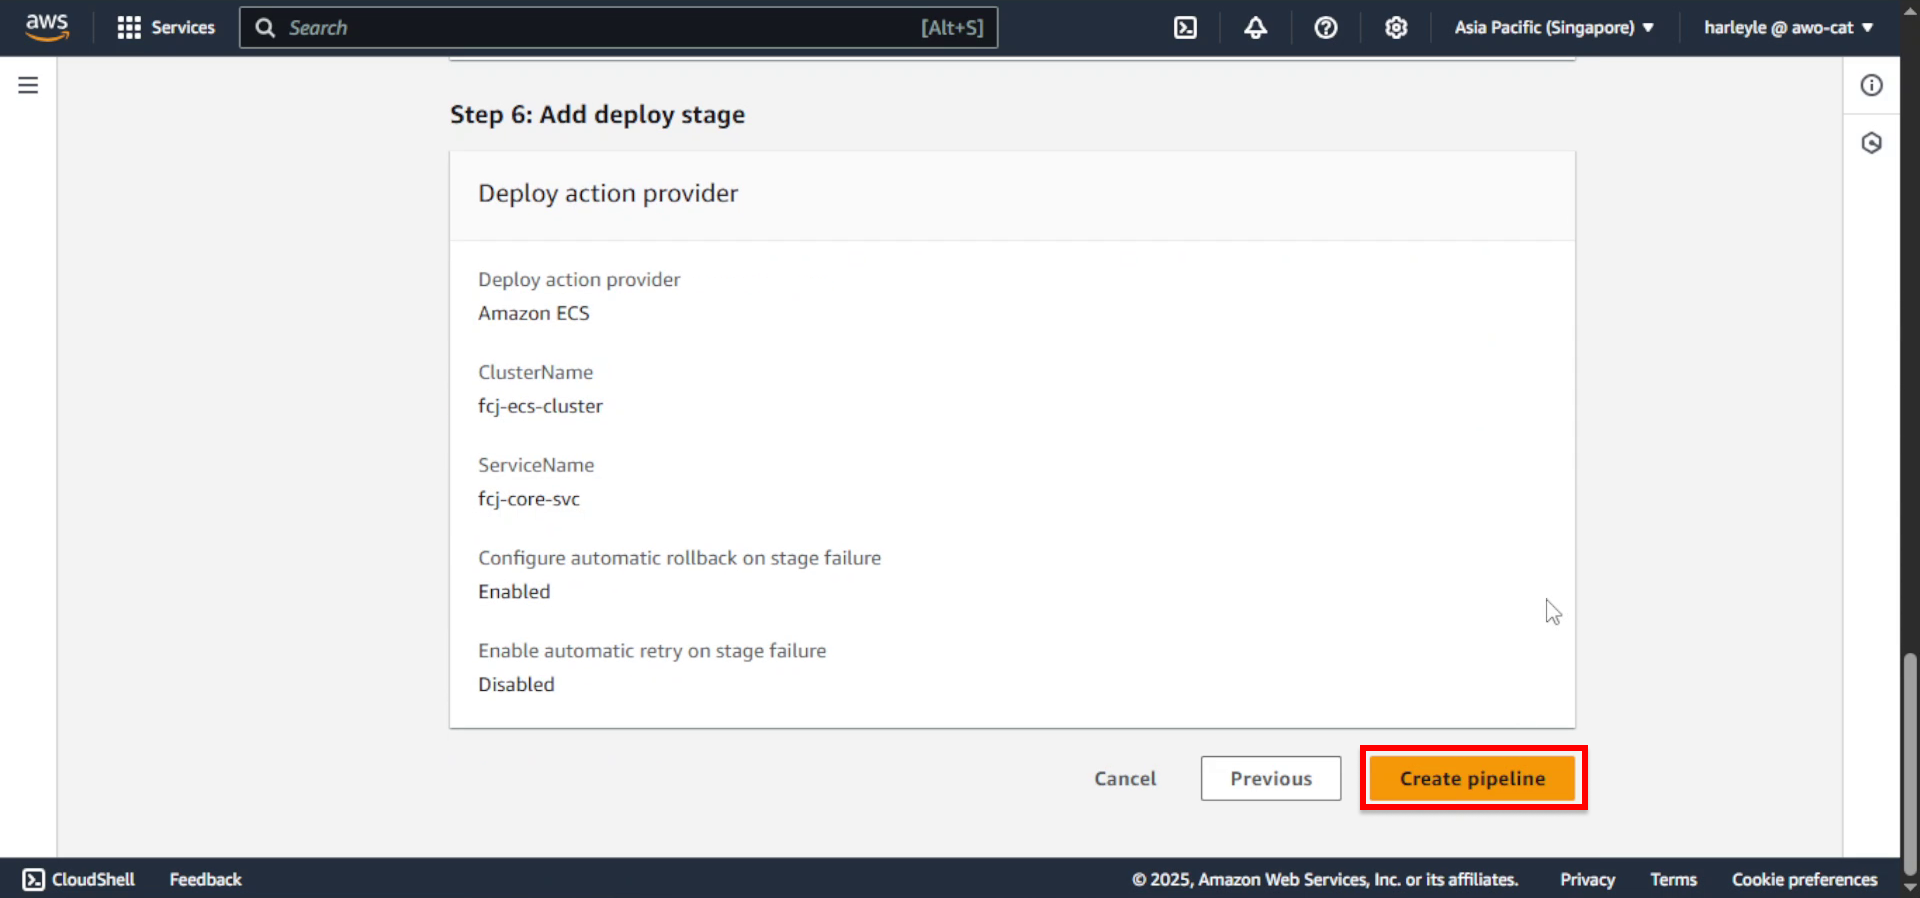 aws
Services
Search
[Alt+S]
Asia Pacific (Singapore)
harleyle @ awo-cat
Step 6: Add deploy stage
Deploy action provider
Deploy action provider
Amazon ECS
ClusterName
fcj-ecs-cluster
ServiceName
fcj-core-svc
Configure automatic rollback on stage failure
Enabled
Enable automatic retry on stage failure
Disabled
Cancel
Previous
Create pipeline
CloudShell
Feedback
© 2025, Amazon Web Services, Inc. or its affiliates.
Privacy
Terms
Cookie preferences